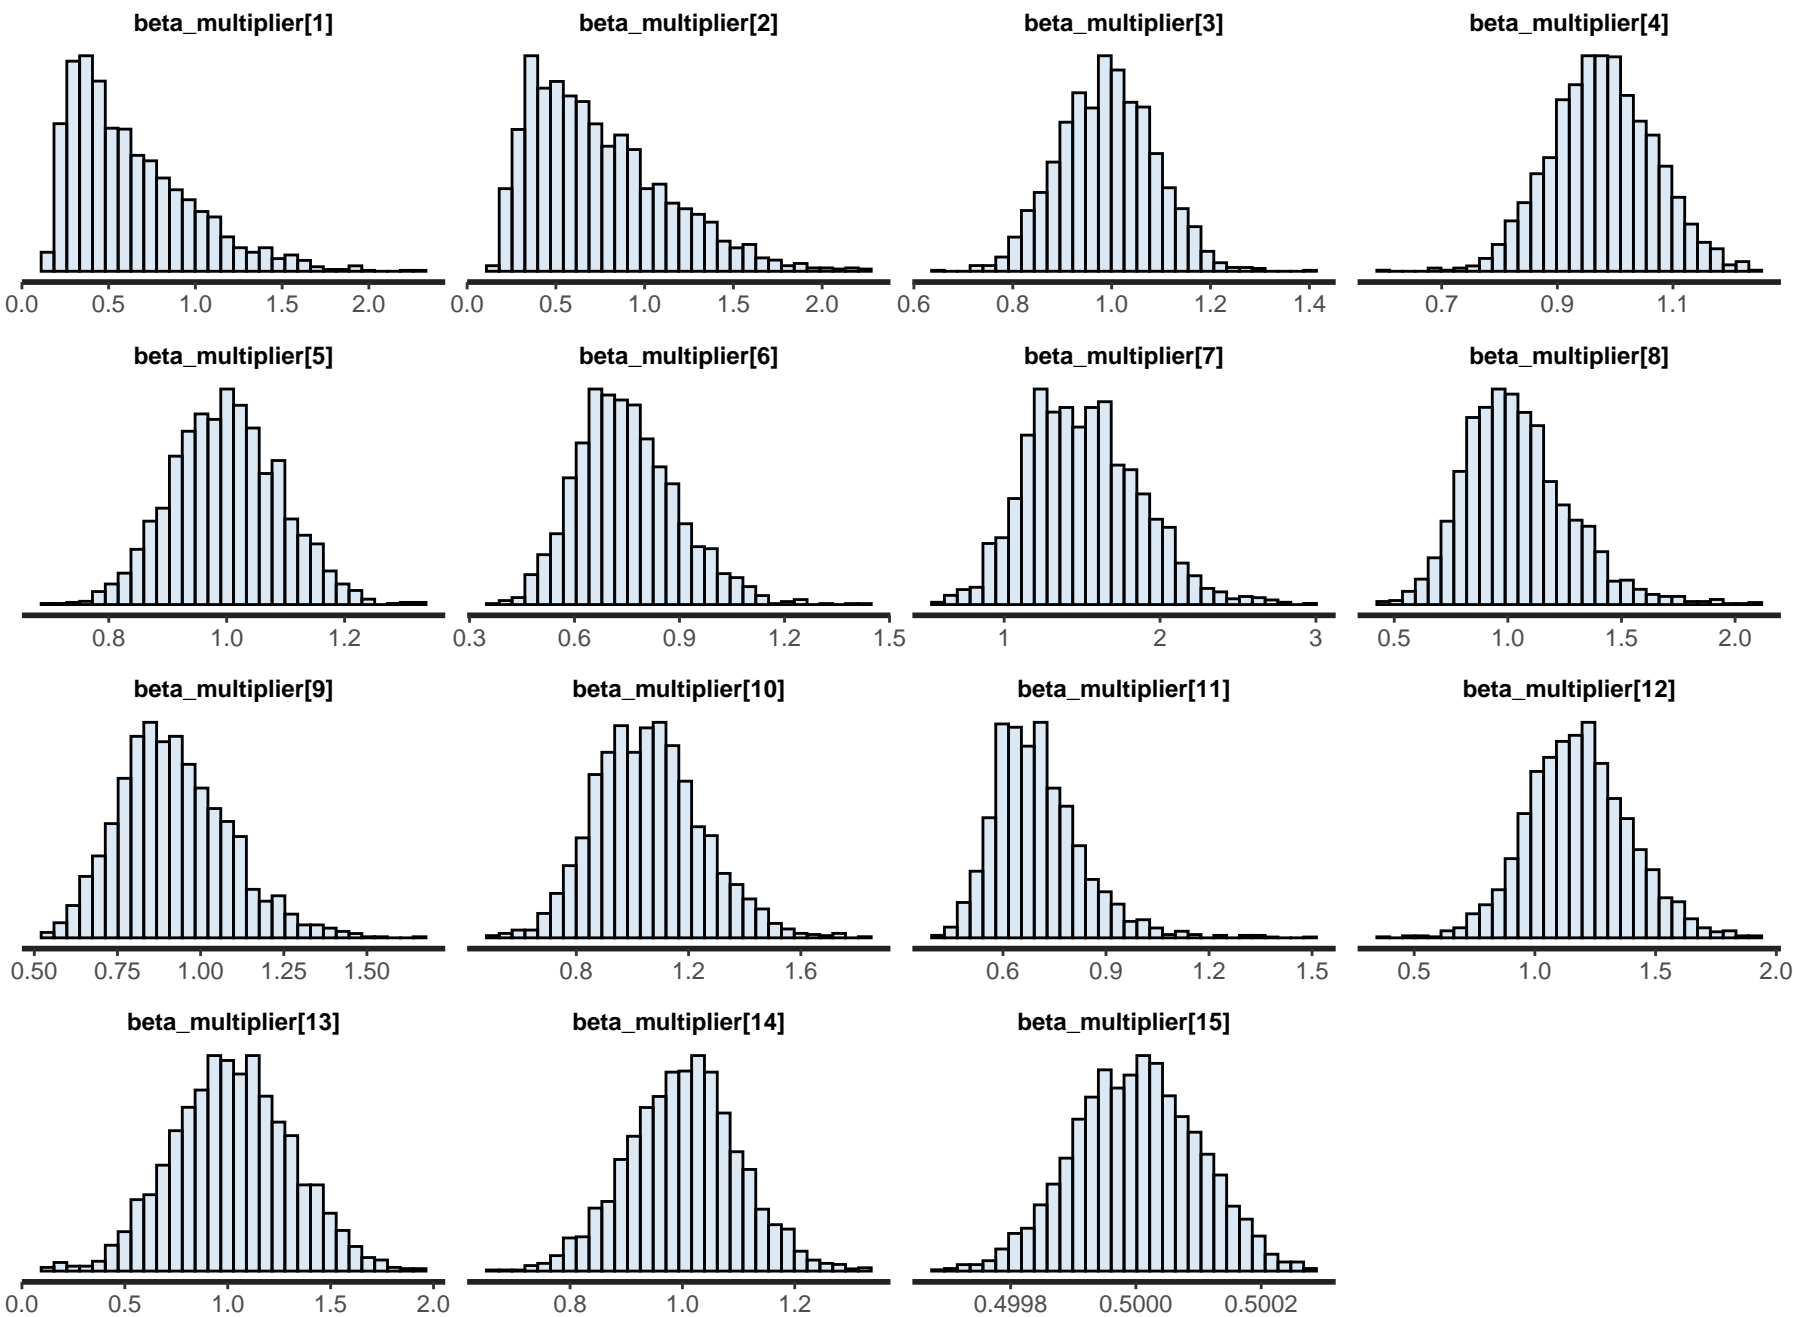 beta_multiplier[1] beta_multiplier[2] beta_multiplier[3] beta_multiplier[4]
0.0 0.5 1.0 1.5 2.0 0.0 0.5 1.0 1.5 2.0 0.6 0.8 1.0 1.2 1.4 0.7 0.9 1.1
beta_multiplier[5] beta_multiplier[6] beta_multiplier[7] beta_multiplier[8]
0.8 1.0 1.2 0.3 0.6 0.9 1.2 1.5 1 2 3 0.5 1.0 1.5 2.0
beta_multiplier[9] beta_multiplier[10] beta_multiplier[11] beta_multiplier[12]
0.50 0.75 1.00 1.25 1.50 0.8 1.2 1.6 0.6 0.9 1.2 1.5 0.5 1.0 1.5 2.0
beta_multiplier[13] beta_multiplier[14] beta_multiplier[15]
0.0 0.5 1.0 1.5 2.0 0.8 1.0 1.2 0.4998 0.5000 0.5002